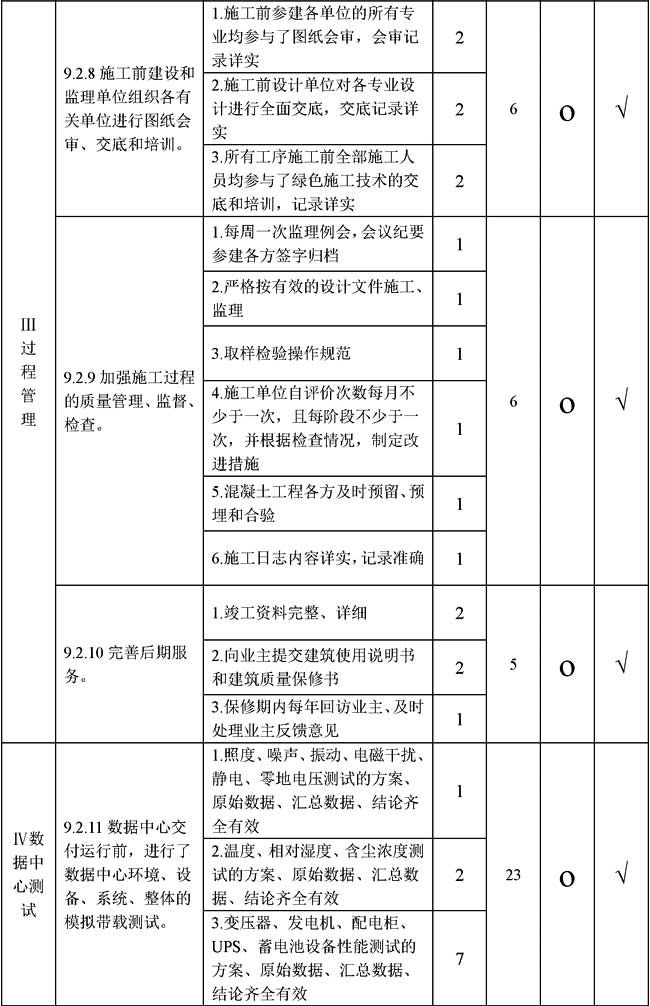 Ⅲ
过
程
管
理
9.2.8 施工前建设和
监理单位组织各有
关单位进行图纸会
审、交底和培训。
1.施工前参建各单位的所有专
业均参与了图纸会审，会审记
录详实
2
2.施工前设计单位对各专业设
计进行全面交底，交底记录详
实
2
3.所有工序施工前全部施工人
员均参与了绿色施工技术的交
底和培训，记录详实
2
6
o
√
9.2.9 加强施工过程
的质量管理、监督、
检查。
1.每周一次监理例会，会议纪要
参建各方签字归档
1
2.严格按有效的设计文件施工、
监理
1
3.取样检验操作规范
1
4.施工单位自评价次数每月不
少于一次，且每阶段不少于一
次，并根据检查情况，制定改
进措施
1
5.混凝土工程各方及时预留、预
埋和合验
1
6.施工日志内容详实，记录准确
1
6
o
√
9.2.10 完善后期服
务。
1.竣工资料完整、详细
2
2.向业主提交建筑使用说明书
和建筑质量保修书
2
3.保修期内每年回访业主、及时
处理业主反馈意见
1
5
o
√
Ⅳ数
据中
心测
试
9.2.11 数据中心交
付运行前，进行了
数据中心环境、设
备、系统、整体的
模拟带载测试。
1.照度、噪声、振动、电磁干扰、
静电、零地电压测试的方案、
原始数据、汇总数据、结论齐
全有效
1
2.温度、相对湿度、含尘浓度测
试的方案、原始数据、汇总数
据、结论齐全有效
2
3.变压器、发电机、配电柜、
UPS、蓄电池设备性能测试的
方案、原始数据、汇总数据、
结论齐全有效
7
23
o
√